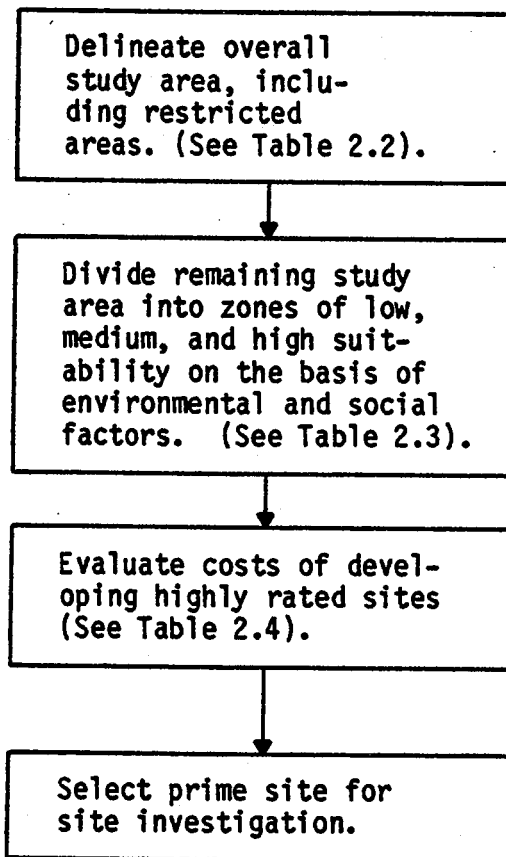 Delineate overall
study area, inclu-
ding restricted
areas. (See Table 2.2).
Divide remaining study
area into zones of low,
medium, and high suit-
ability on the basis of
environmental and social
factors. (See Table 2.3).
Evaluate costs of devel-
oping highly rated sites
(See Table 2.4).
Select prime site for
site investigation.